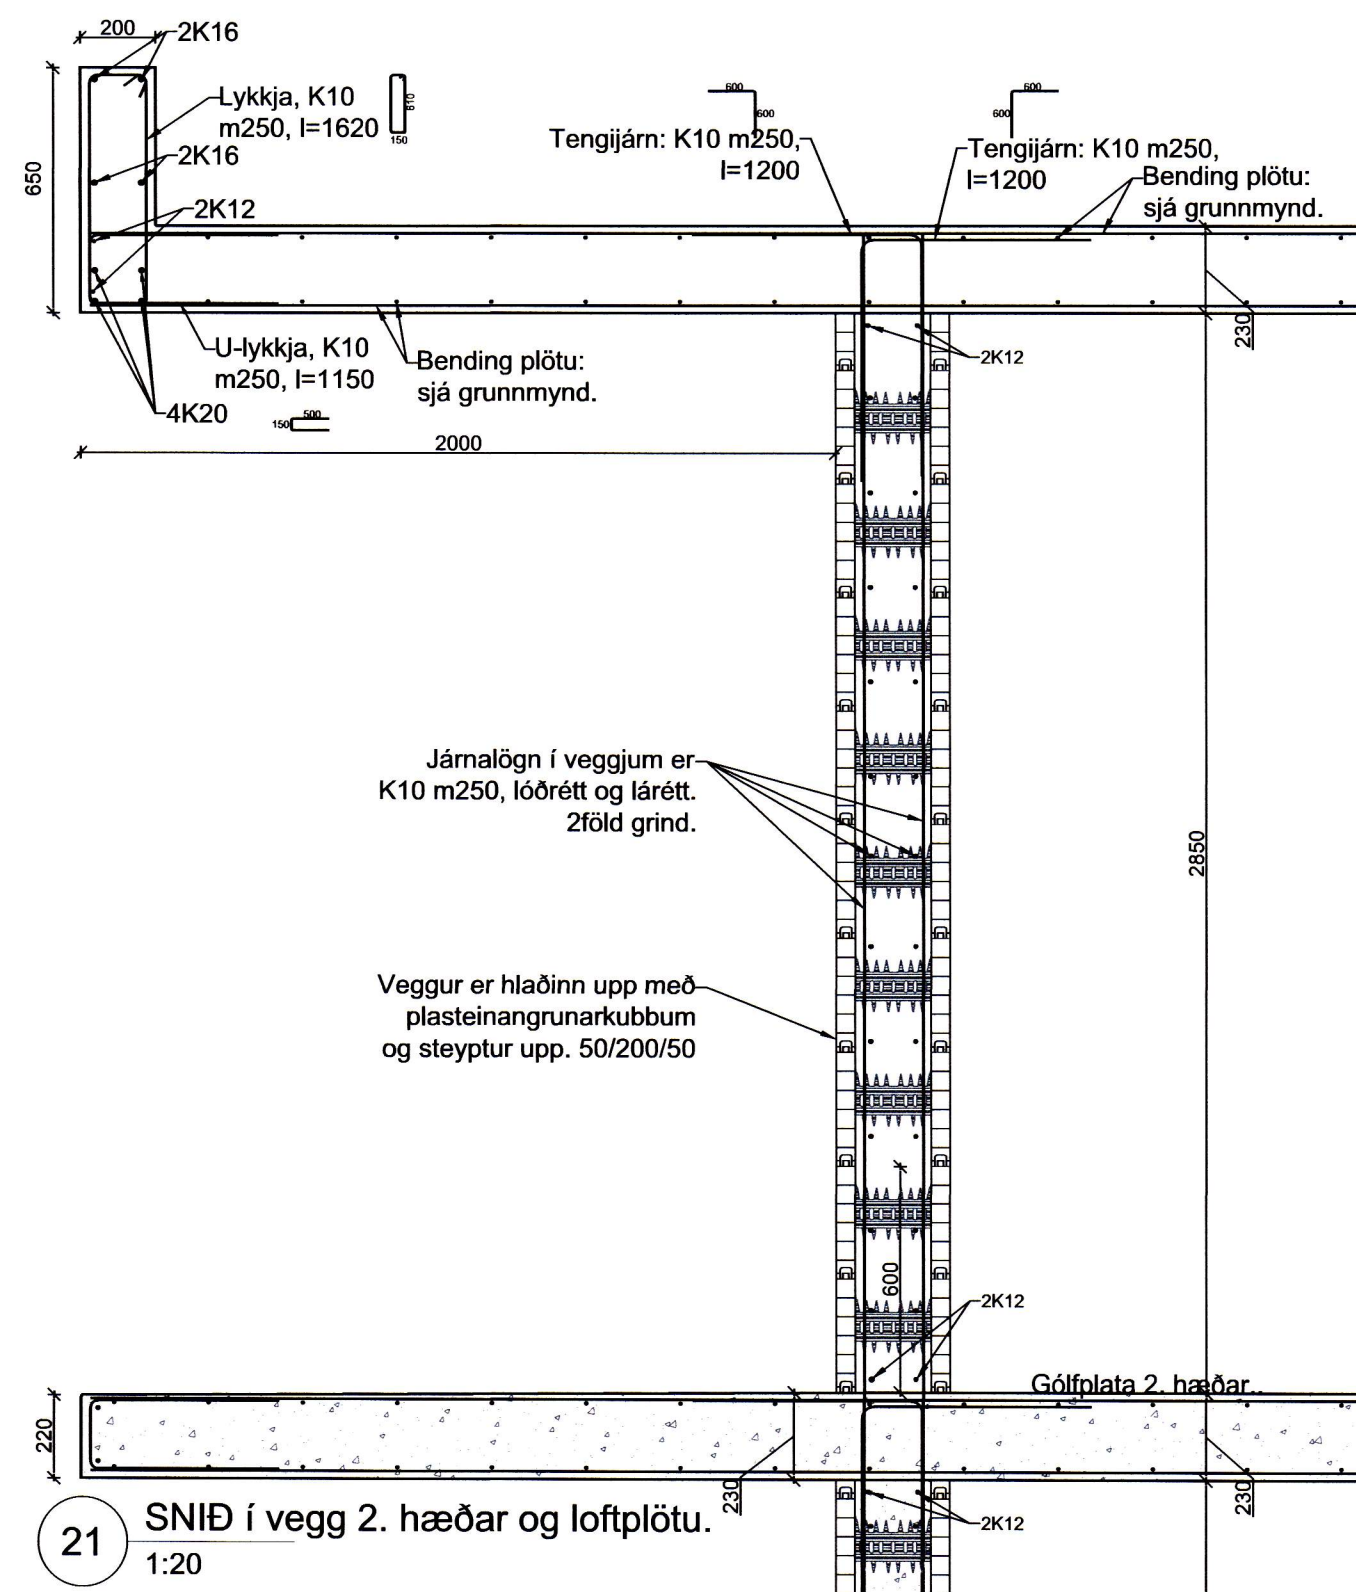 200
2K16
Lykkja, K10
m250, l=1620
610
150
2K16
650
2K12
600
600
Tengijárn: K10 m250,
l=1200
600
600
Tengijárn: K10 m250,
l=1200
Bending plötu:
sjá grunnmynd.
U-lykkja, K10
m250, l=1150
Bending plötu:
sjá grunnmynd.
4K20
500
150
2000
230
2K12
Járnalögn í veggjum er
K10 m250, lóðrétt og lárétt.
2föld grind.
2850
Veggur er hlaðinn upp með
plasteinangrunarkubbum
og steyptur upp. 50/200/50
600
2K12
Gólfplata 2. hæðar..
220
230
230
2K12
21
SNIÐ í vegg 2. hæðar og loftplötu.
1:20